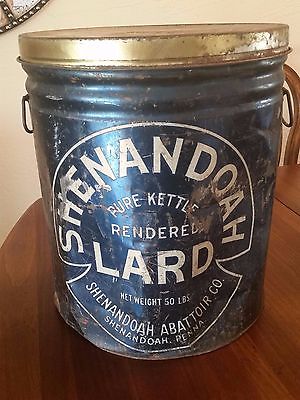 SHENANDOAH
PURE KETTLE
RENDERED
LARD
NET WEIGHT 50 LBS
SHENANDOAH ABATTOIR CO.
SHENANDOAH, PENNA.